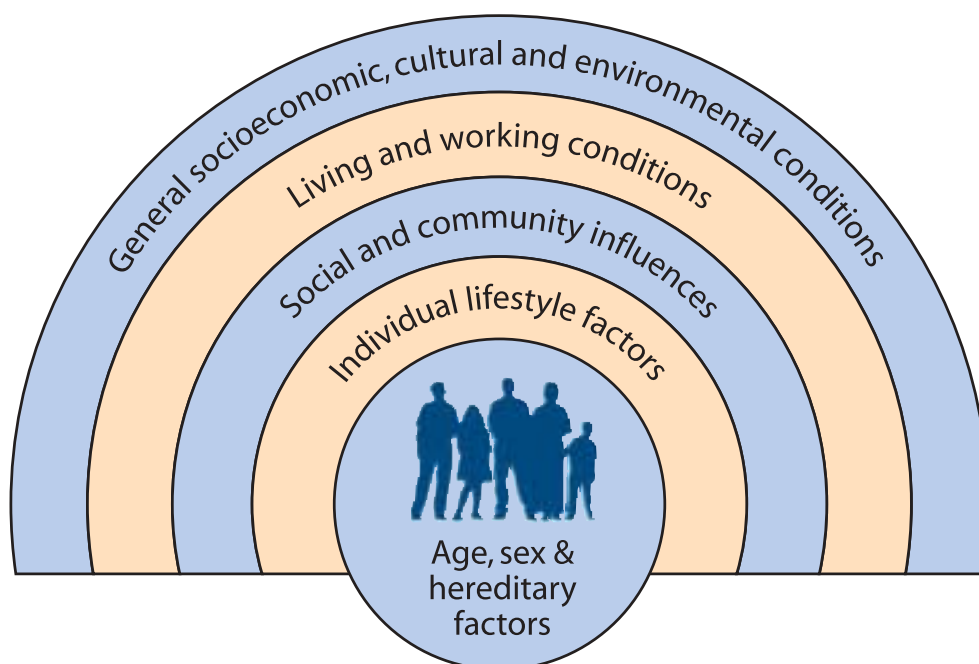 General socioeconomic, cultural and environmental conditions
Living and working conditions
Social and community influences
Individual lifestyle factors
Age, sex &
hereditary
factors